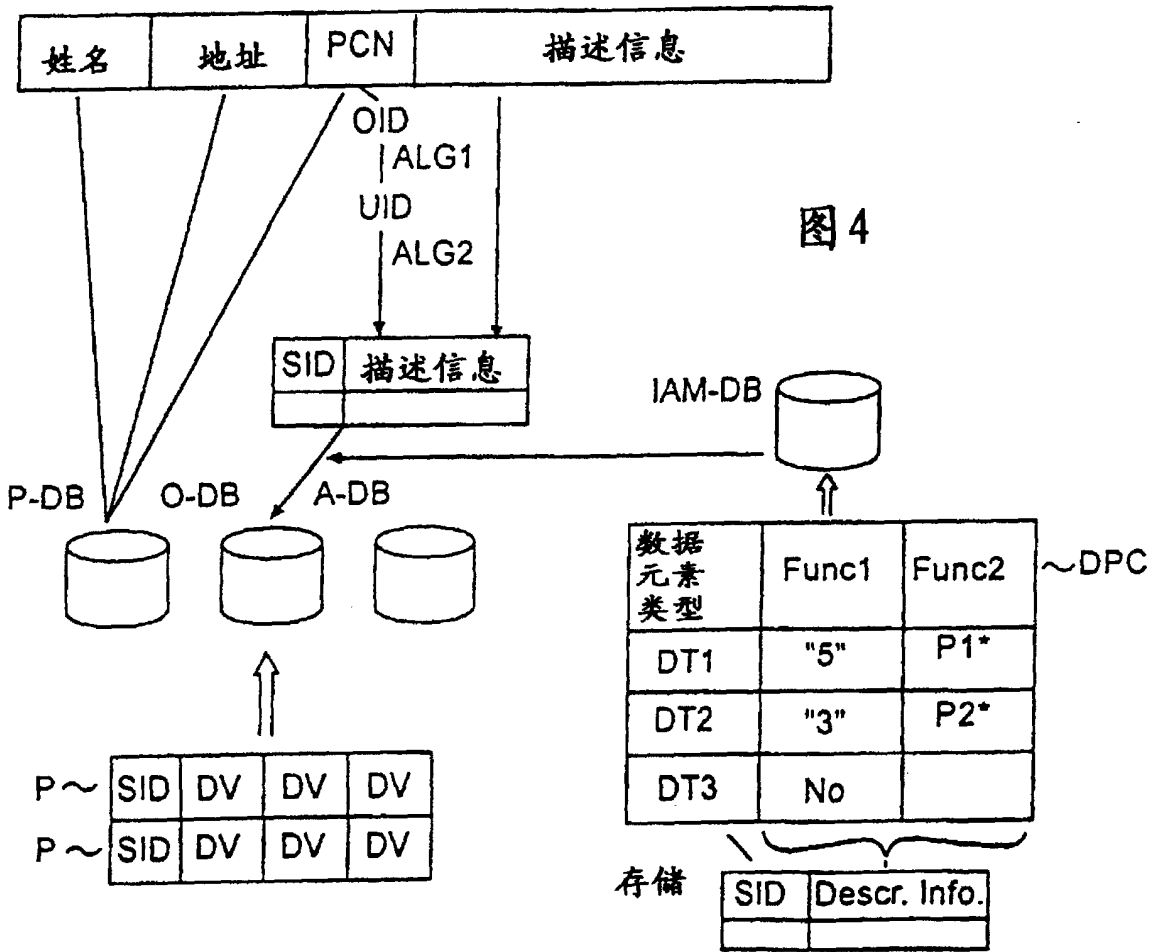 姓名 地址 PCN 描述信息
OID
ALG1
UID
ALG2
图4
SID 描述信息
IAM-DB
P-DB O-DB A-DB
数据
元素
类型
Func1 Func2 ~DPC
DT1 "5" P1*
DT2 "3" P2*
DT3 No
P~ SID DV DV DV
P~ SID DV DV DV
存储
SID Descr. Info.